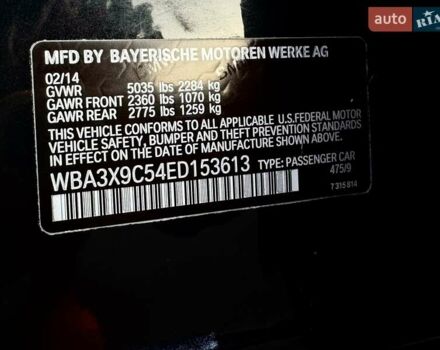 auto RIA
MFD BY BAYERISCHE MOTOREN WERKE AG
02/14
GVWR 5035 lbs 2284 kg
GAWR FRONT 2360 lbs 1070 kg
GAWR REAR 2775 lbs 1259 kg
THIS VEHICLE CONFORMS TO ALL APPLICABLE U.S.FEDERAL MOTOR
VEHICLE SAFETY, BUMPER, AND THEFT PREVENTION STANDARDS
IN EFFECT ON THE DATE OF MANUFACTURE SHOWN ABOVE.
WBA3X9C54ED153613 TYPE: PASSENGER CAR
475/9
7 315 814